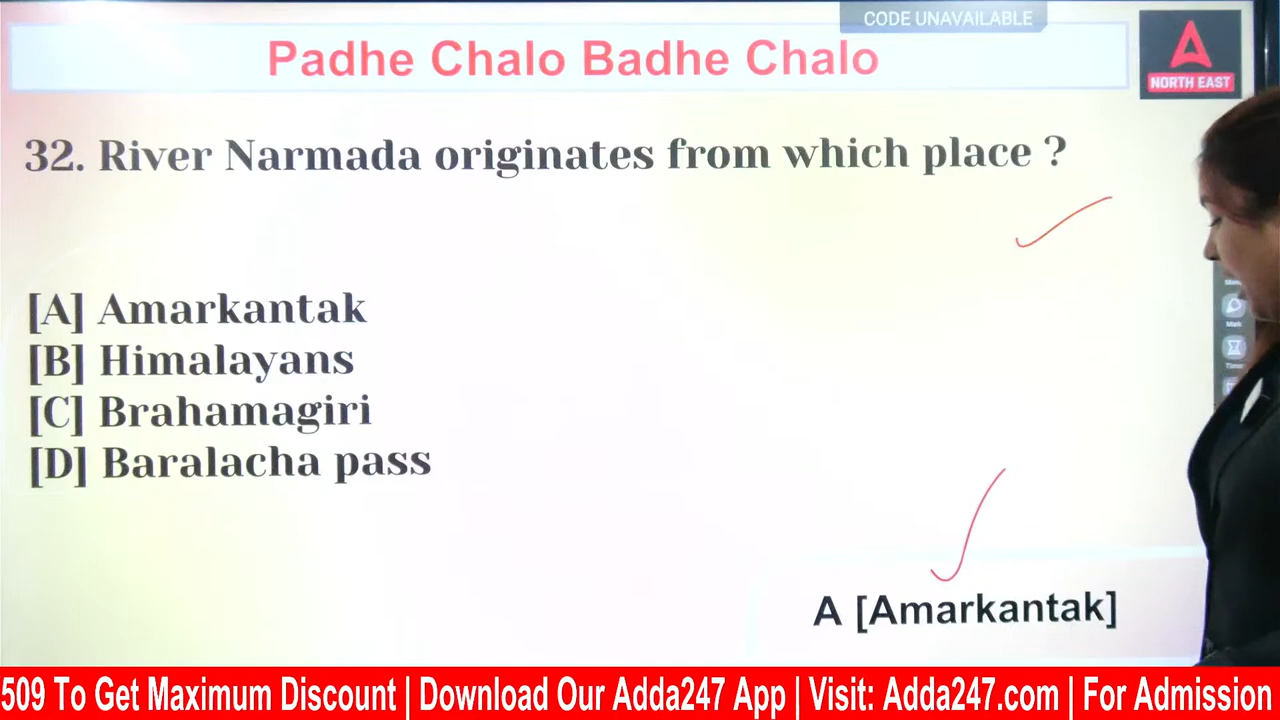 CODE UNAVAILABLE
Padhe Chalo Badhe Chalo
NORTH EAST
32. River Narmada originates from which place ?
[A] Amarkantak
[B] Himalayans
[C] Brahamagiri
[D] Baralacha pass
Mark
A [Amarkantak]
509 To Get Maximum Discount | Download Our Adda247 App | Visit: Adda247.com | For Admission